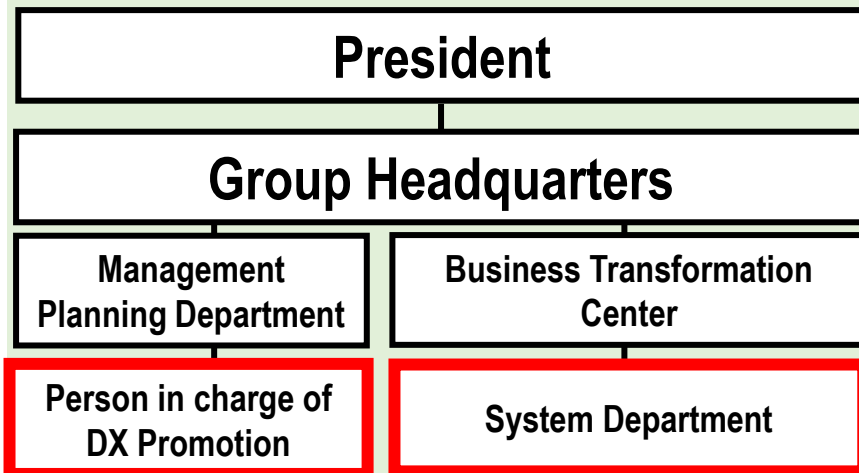 President
Group Headquarters
Management
Planning Department
Business Transformation
Center
Person in charge of
DX Promotion
System Department